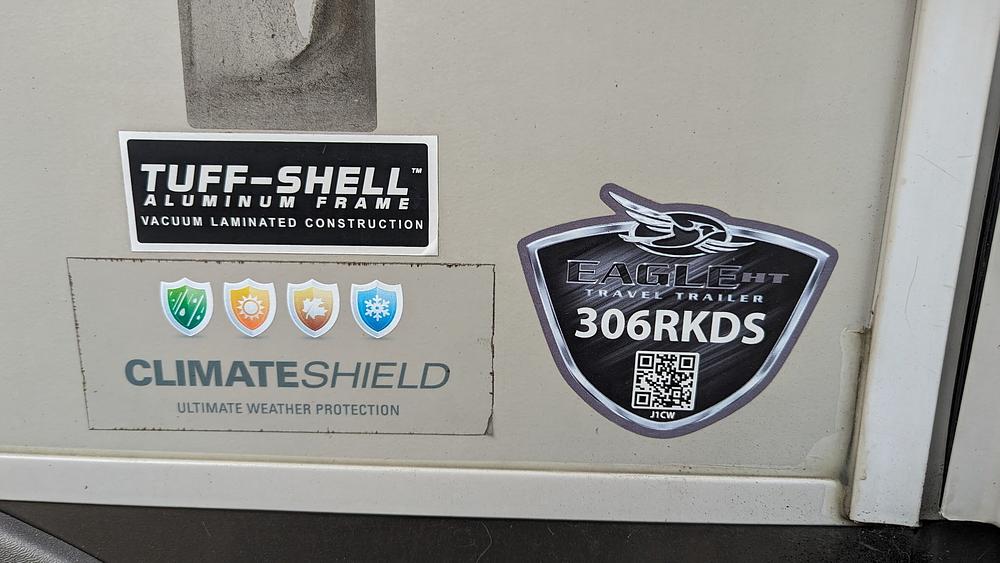 TUFF-SHELL™
ALUMINUM FRAME
VACUUM LAMINATED CONSTRUCTION
CLIMATESHIELD
ULTIMATE WEATHER PROTECTION
EAGLE HT
TRAVEL TRAILER
306RKDS
J1CW